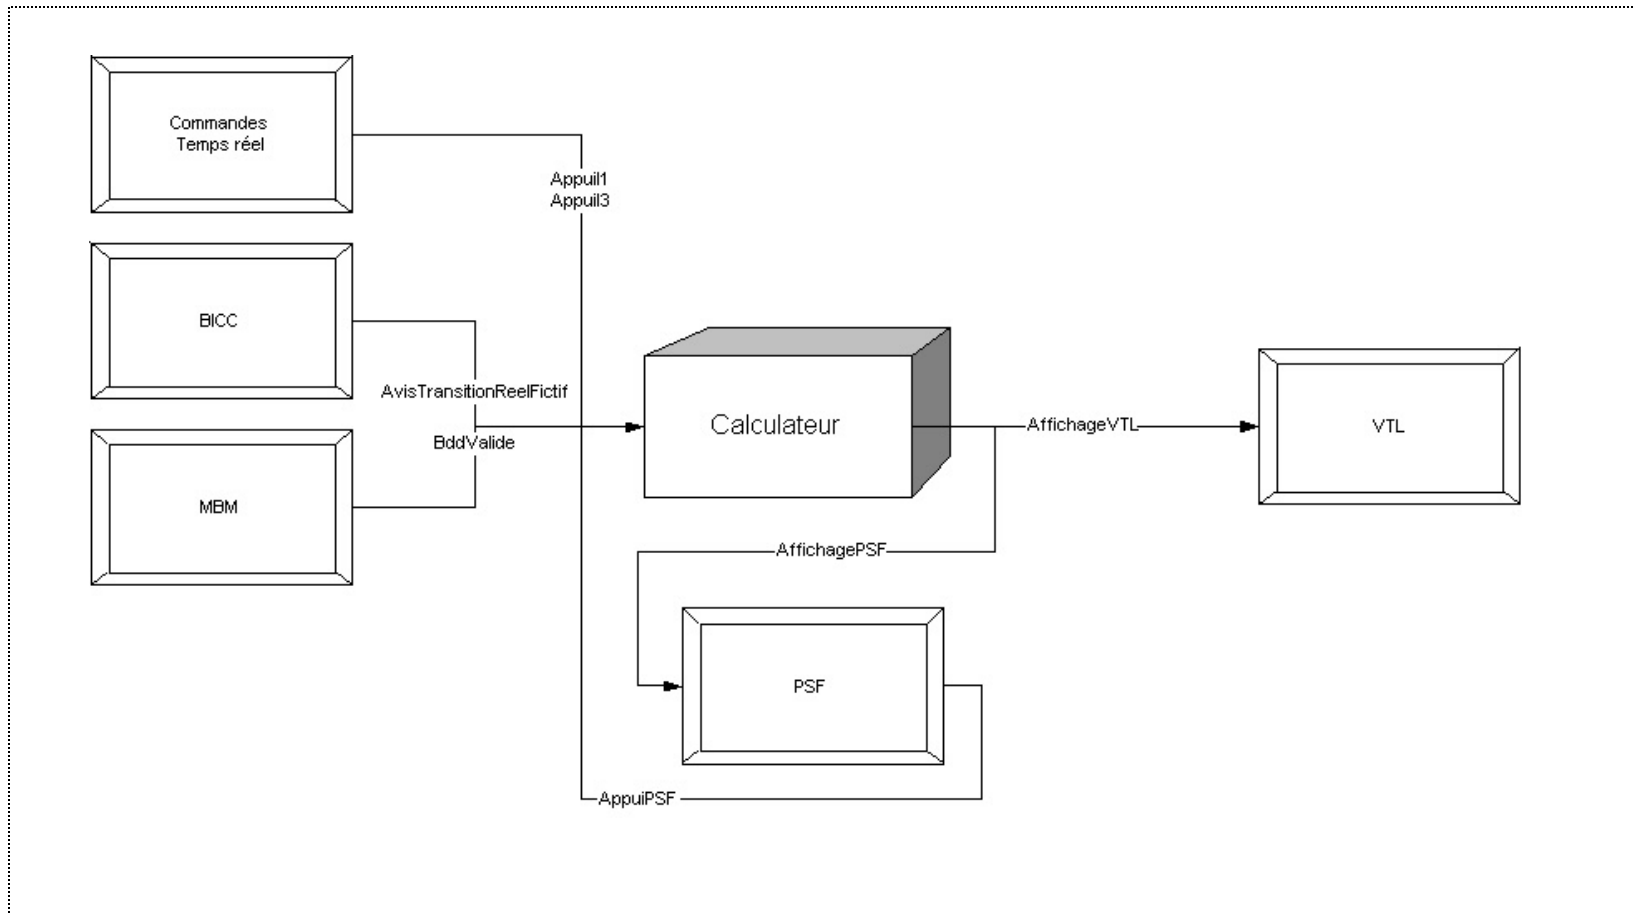 Commandes
Temps réel
Appuil1
Appuil3
BICC
AvisTransitionReelFictif
BddValide
MBM
Calculateur
AffichageVTL
VTL
AffichagePSF
PSF
AppuiPSF